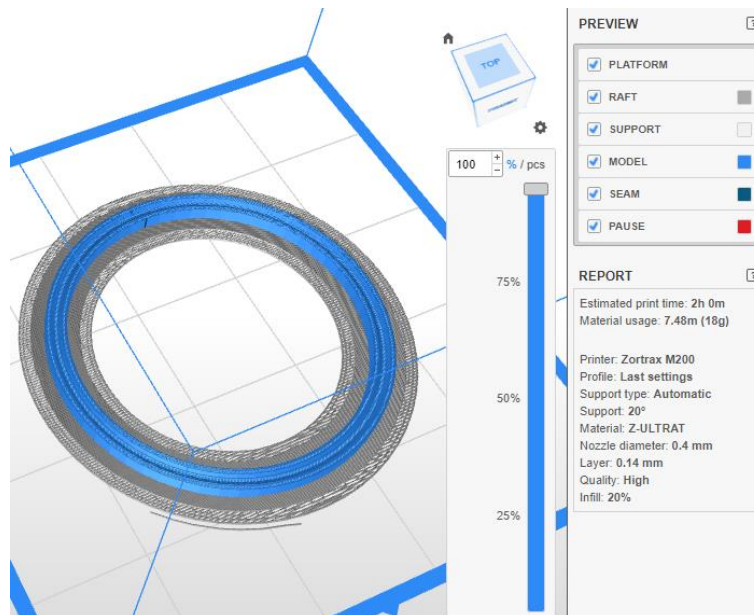 PREVIEW
TOP
PLATFORM
RAFT
100 % / pcs
SUPPORT
MODEL
SEAM
PAUSE
75%
REPORT
Estimated print time: 2h 0m
Material usage: 7.48m (18g)
Printer: Zortrax M200
Profile: Last settings
Support type: Automatic
50%
Support: 20°
Material: Z-ULTRAT
Nozzle diameter: 0.4 mm
Layer: 0.14 mm
Quality: High
Infill: 20%
25%